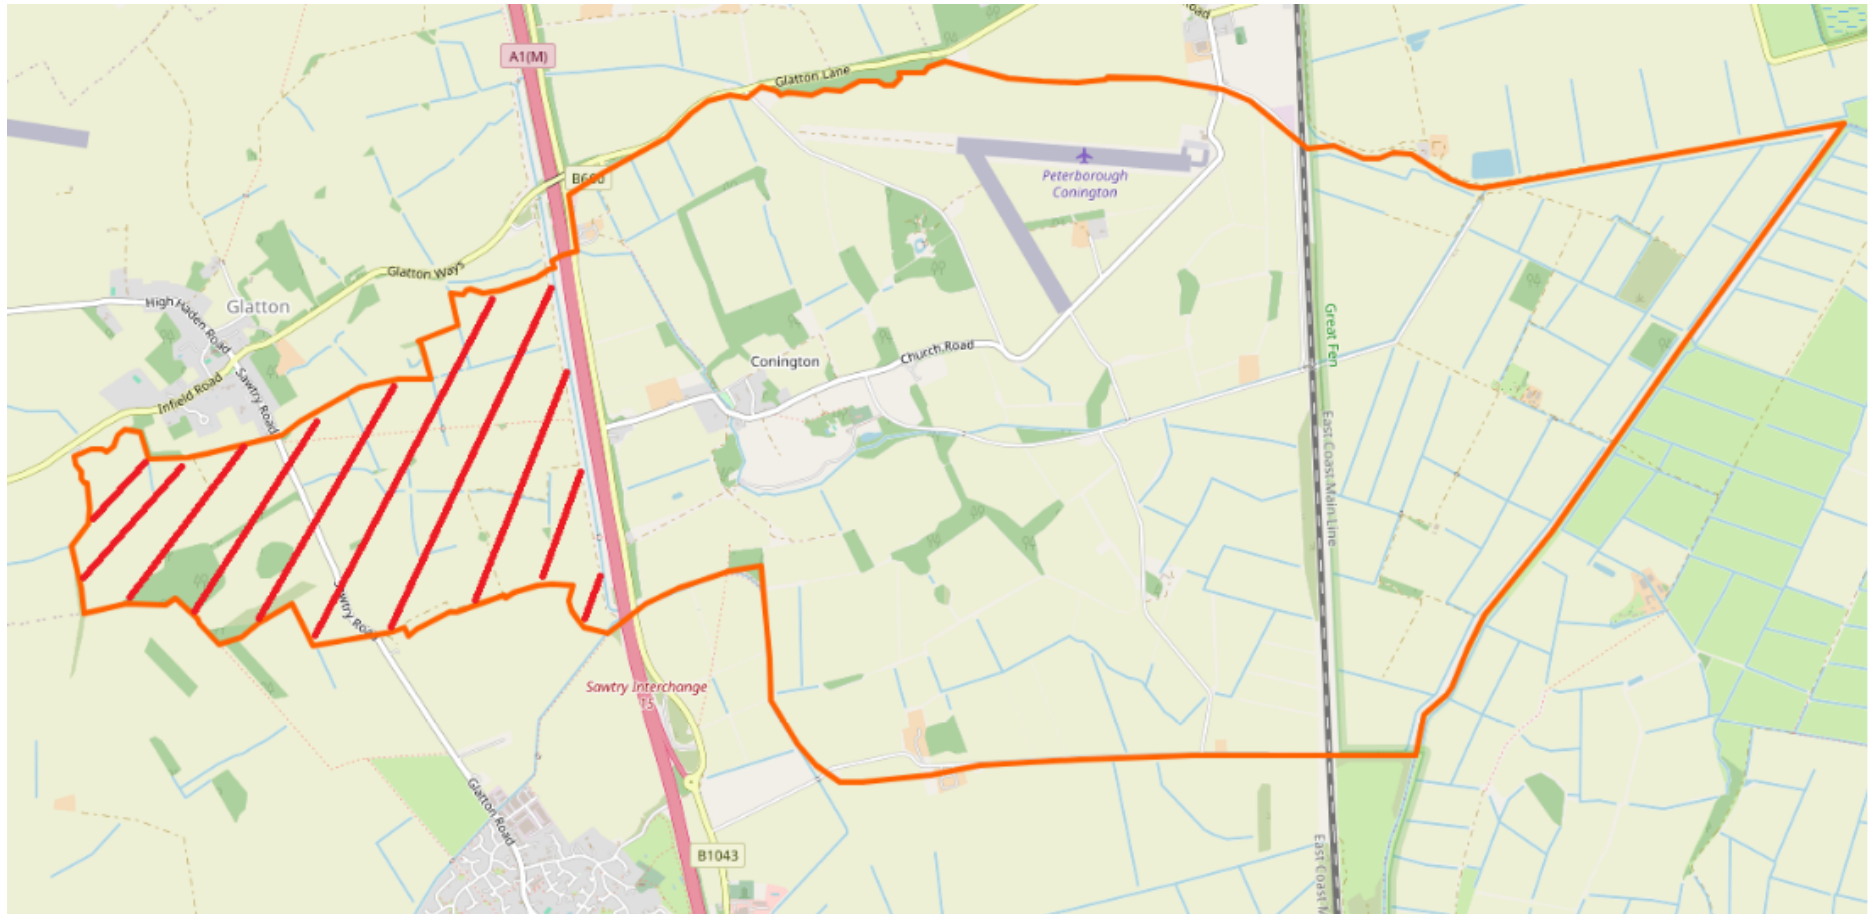 Road
A1(M)
Glatton Lane
B660
Peterborough
Conington
Glatton Ways
High Haden Road
Glatton
Great Fen
Church Road
Conington
Infield Road
Sawtry Road
East Coast Main Line
Sawtry Road
Sawtry Interchange
15
Glatton Road
B1043
East Coast M